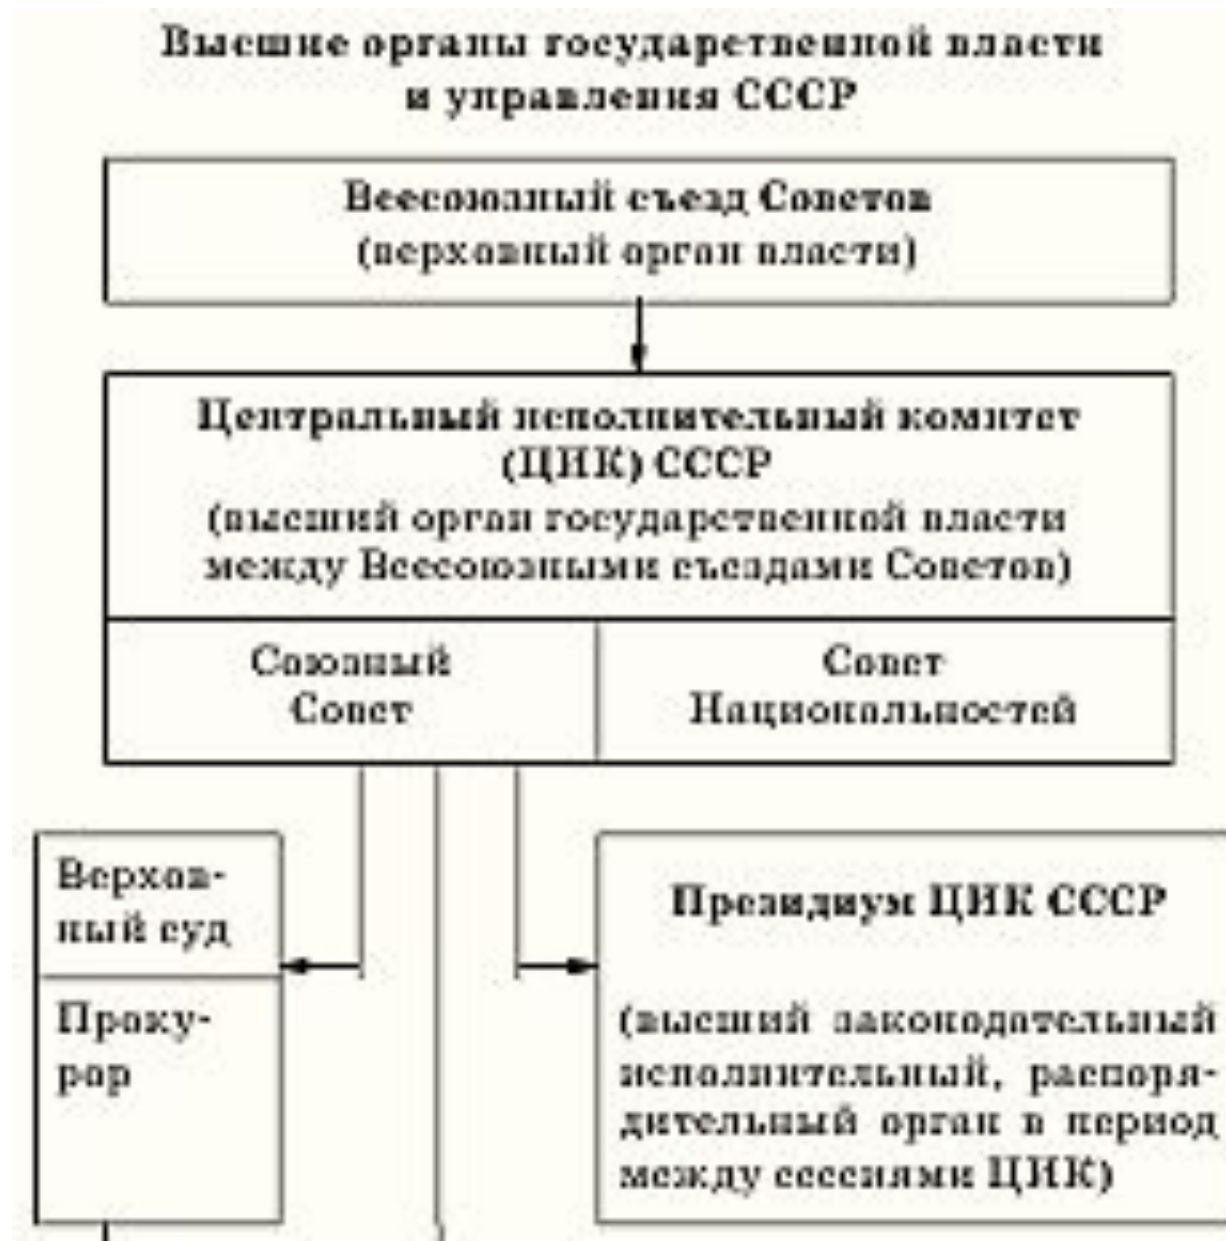 Высшие органы государственной власти
и управления СССР
Всесоюзный съезд Советов
(верховный орган власти)
Центральный исполнительный комитет
(ЦИК) СССР
(высший орган государственной власти
между Всесоюзными съездами Советов)
Союзный
Совет
Совет
Национальностей
Верхов-
ный суд
Проку-
рор
Президиум ЦИК СССР
(высший законодательный
исполнительный, распоря-
дительный орган в период
между сессиями ЦИК)